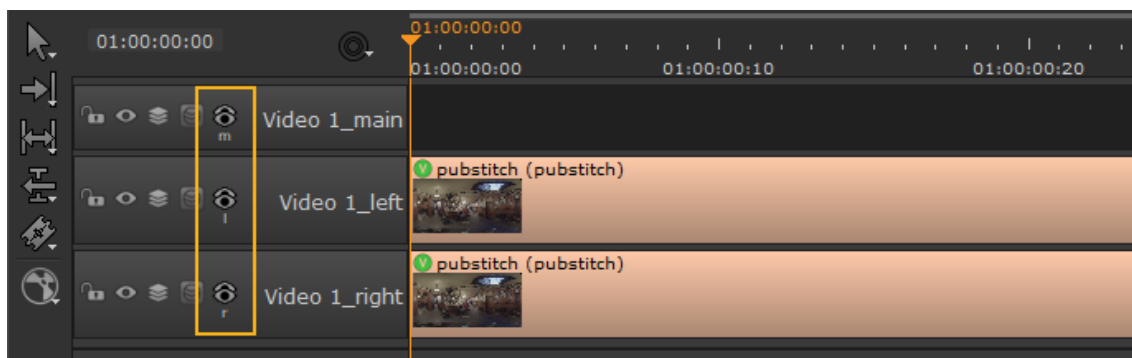 01:00:00:00
01:00:00:00
01:00:00:00 01:00:00:10 01:00:00:20
m Video 1_main
V pubstitch (pubstitch)
l Video 1_left
V pubstitch (pubstitch)
r Video 1_right